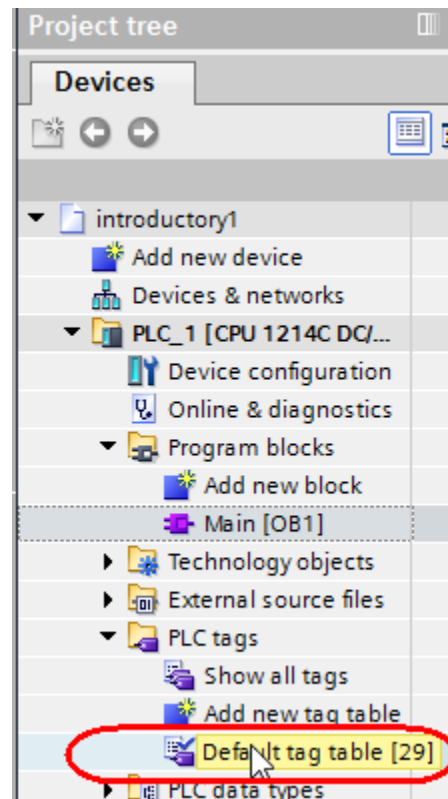 Project tree
Devices
introductory1
Add new device
Devices & networks
PLC_1 [CPU 1214C DC/...
Device configuration
Online & diagnostics
Program blocks
Add new block
Main [OB1]
Technology objects
External source files
PLC tags
Show all tags
Add new tag table
Default tag table [29]
PLC data types